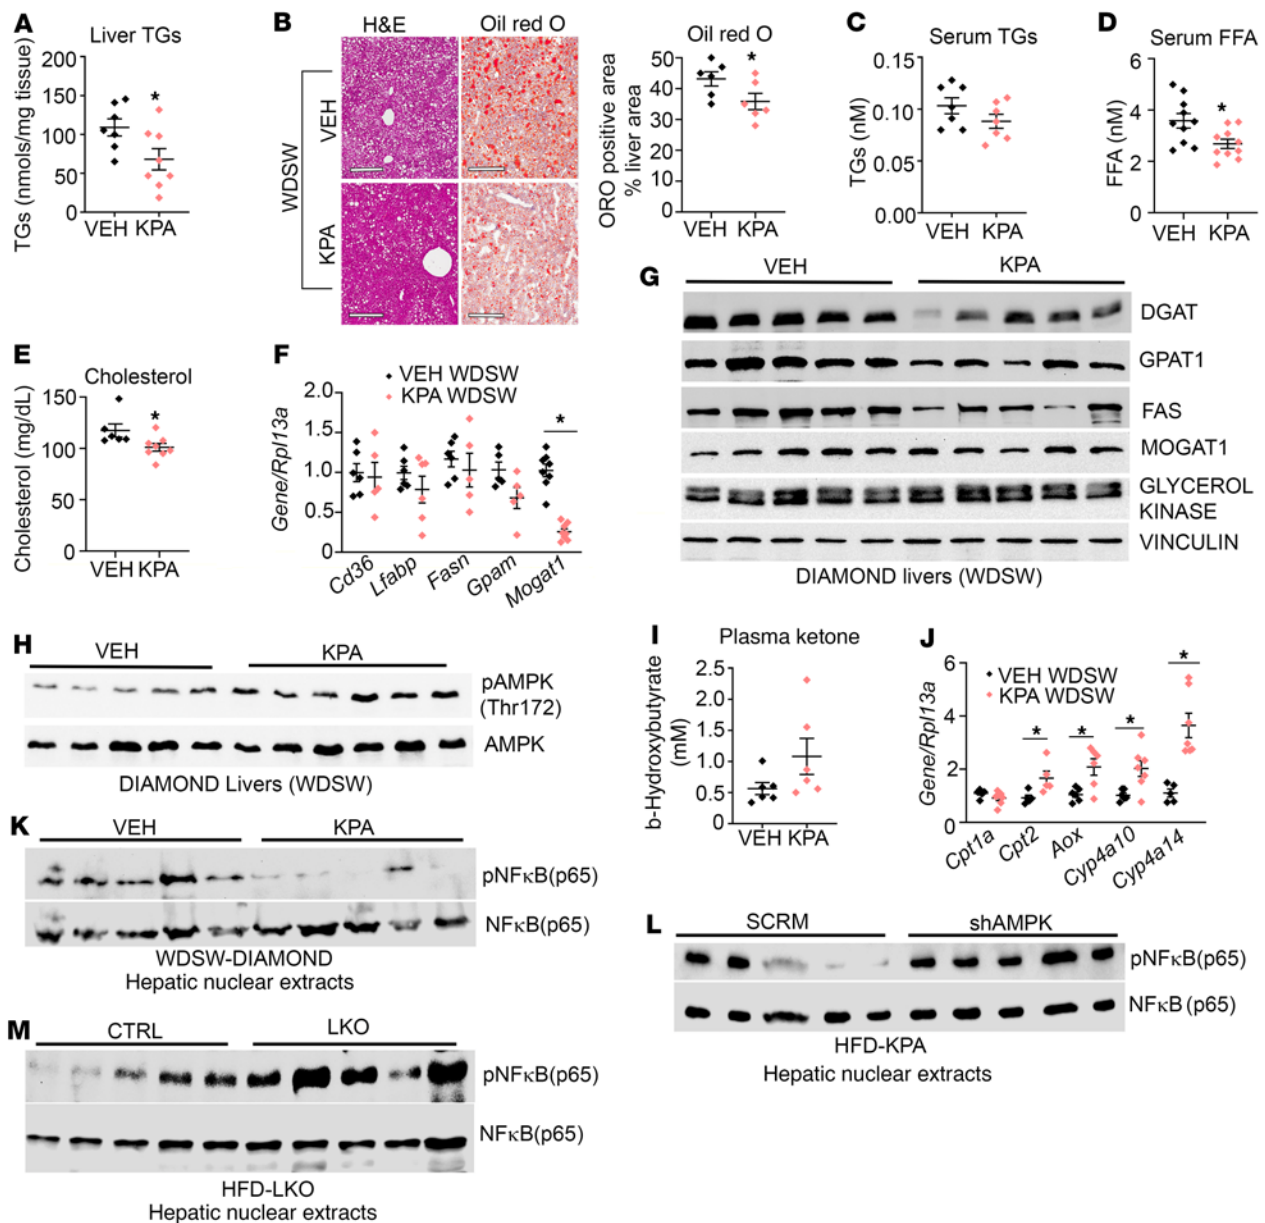 A
Liver TGs
TGs (nmols/mg tissue)
200
150
100
50
0
*
VEH KPA
B
H&E
Oil red O
WDSW
VEH
KPA
Oil red O
ORO positive area
% liver area
50
40
30
20
10
0
*
VEH KPA
C
Serum TGs
TGs (nM)
0.15
0.10
0.05
0.00
VEH KPA
D
Serum FFA
FFA (nM)
6
4
2
0
*
VEH KPA
E
Cholesterol
Cholesterol (mg/dL)
150
100
50
0
*
VEH KPA
F
VEH WDSW
KPA WDSW
Gene/Rpl13a
2.0
1.5
1.0
0.5
0
*
Cd36
Lfabp
Fasn
Gpam
Mogat1
G
VEH
KPA
DGAT
GPAT1
FAS
MOGAT1
GLYCEROL
KINASE
VINCULIN
DIAMOND livers (WDSW)
H
VEH
KPA
pAMPK
(Thr172)
AMPK
DIAMOND Livers (WDSW)
I
Plasma ketone
b-Hydroxybutyrate
(mM)
2.5
2.0
1.5
1.0
0.5
0
VEH KPA
J
VEH WDSW
KPA WDSW
Gene/Rpl13a
6
4
2
0
*
*
*
*
Cpt1a
Cpt2
Aox
Cyp4a10
Cyp4a14
K
VEH
KPA
pNFκB(p65)
NFκB(p65)
WDSW-DIAMOND
Hepatic nuclear extracts
L
SCRM
shAMPK
pNFκB(p65)
NFκB (p65)
HFD-KPA
Hepatic nuclear extracts
M
CTRL
LKO
pNFκB(p65)
NFκB(p65)
HFD-LKO
Hepatic nuclear extracts